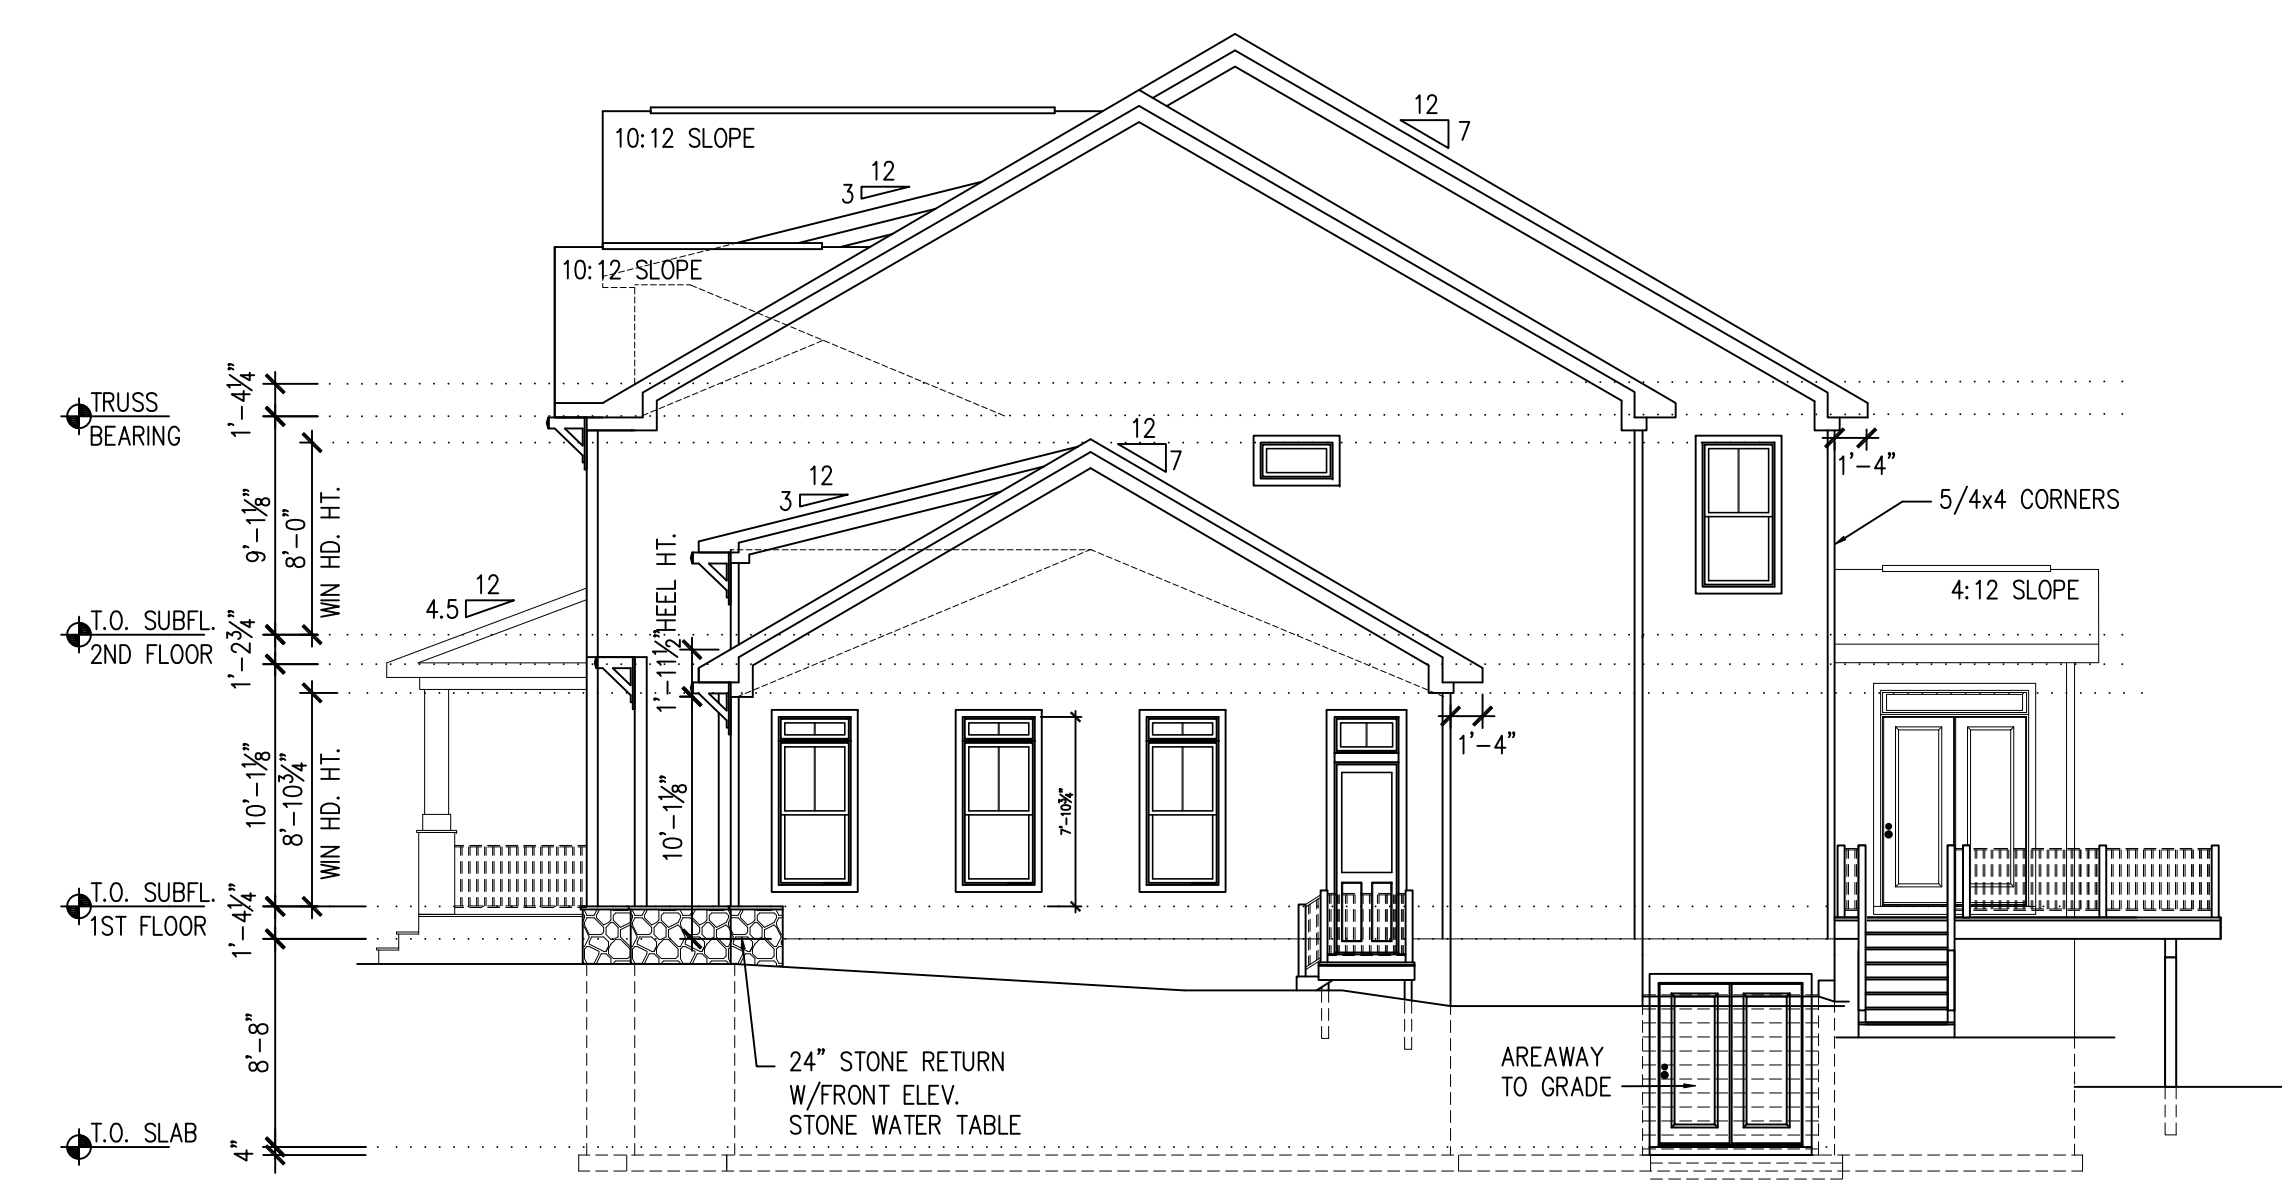 12
7
10:12 SLOPE
12
3
10:12 SLOPE
1'-4¼"
TRUSS
BEARING
12
7
1'-4"
12
3
5/4x4 CORNERS
9'-1⅛"
8'-0"
WIN HD. HT.
1'-11½"HEEL HT.
12
4.5
4:12 SLOPE
T.O. SUBFL.
2ND FLOOR
1'-2¾"
1'-4"
10'-1⅛"
8'-10¾"
WIN HD. HT.
10'-1⅛"
7'-10¾"
T.O. SUBFL.
1ST FLOOR
1'-4¼"
8'-8"
24" STONE RETURN
W/FRONT ELEV.
STONE WATER TABLE
AREAWAY
TO GRADE
T.O. SLAB
4"